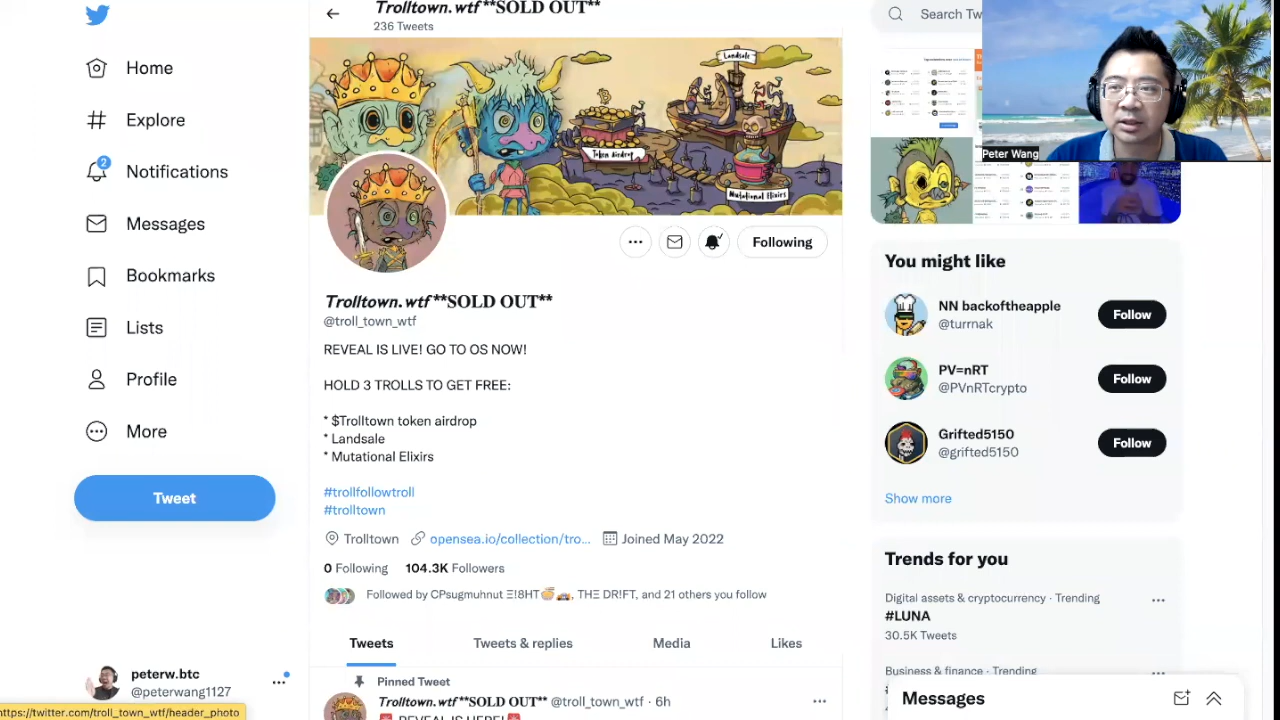 Trolltown.wtf **SOLD OUT**
236 Tweets
Search Tw
Peter Wang
Home
Explore
2
Notifications
Messages
Bookmarks
Lists
Profile
More
Tweet
peterw.btc
@peterwang1127
https://twitter.com/troll_town_wtf/header_photo
Landsale
Token Airdrop
Mutational Elixirs
Following
Trolltown.wtf **SOLD OUT**
@troll_town_wtf
REVEAL IS LIVE! GO TO OS NOW!
HOLD 3 TROLLS TO GET FREE:
* $Trolltown token airdrop
* Landsale
* Mutational Elixirs
#trollfollowtroll
#trolltown
Trolltown opensea.io/collection/tro... Joined May 2022
0 Following 104.3K Followers
Followed by CPsugmuhnut Ξ!8HT🍜🚕, THΞ DR!FT, and 21 others you follow
Tweets Tweets & replies Media Likes
Pinned Tweet
Trolltown.wtf **SOLD OUT** @troll_town_wtf · 6h
🚨 REVEAL IS HERE! 🚨
You might like
NN backoftheapple
@turrnak
Follow
PV=nRT
@PVnRTcrypto
Follow
Grifted5150
@grifted5150
Follow
Show more
Trends for you
Digital assets & cryptocurrency · Trending
#LUNA
30.5K Tweets
Business & finance · Trending
Messages